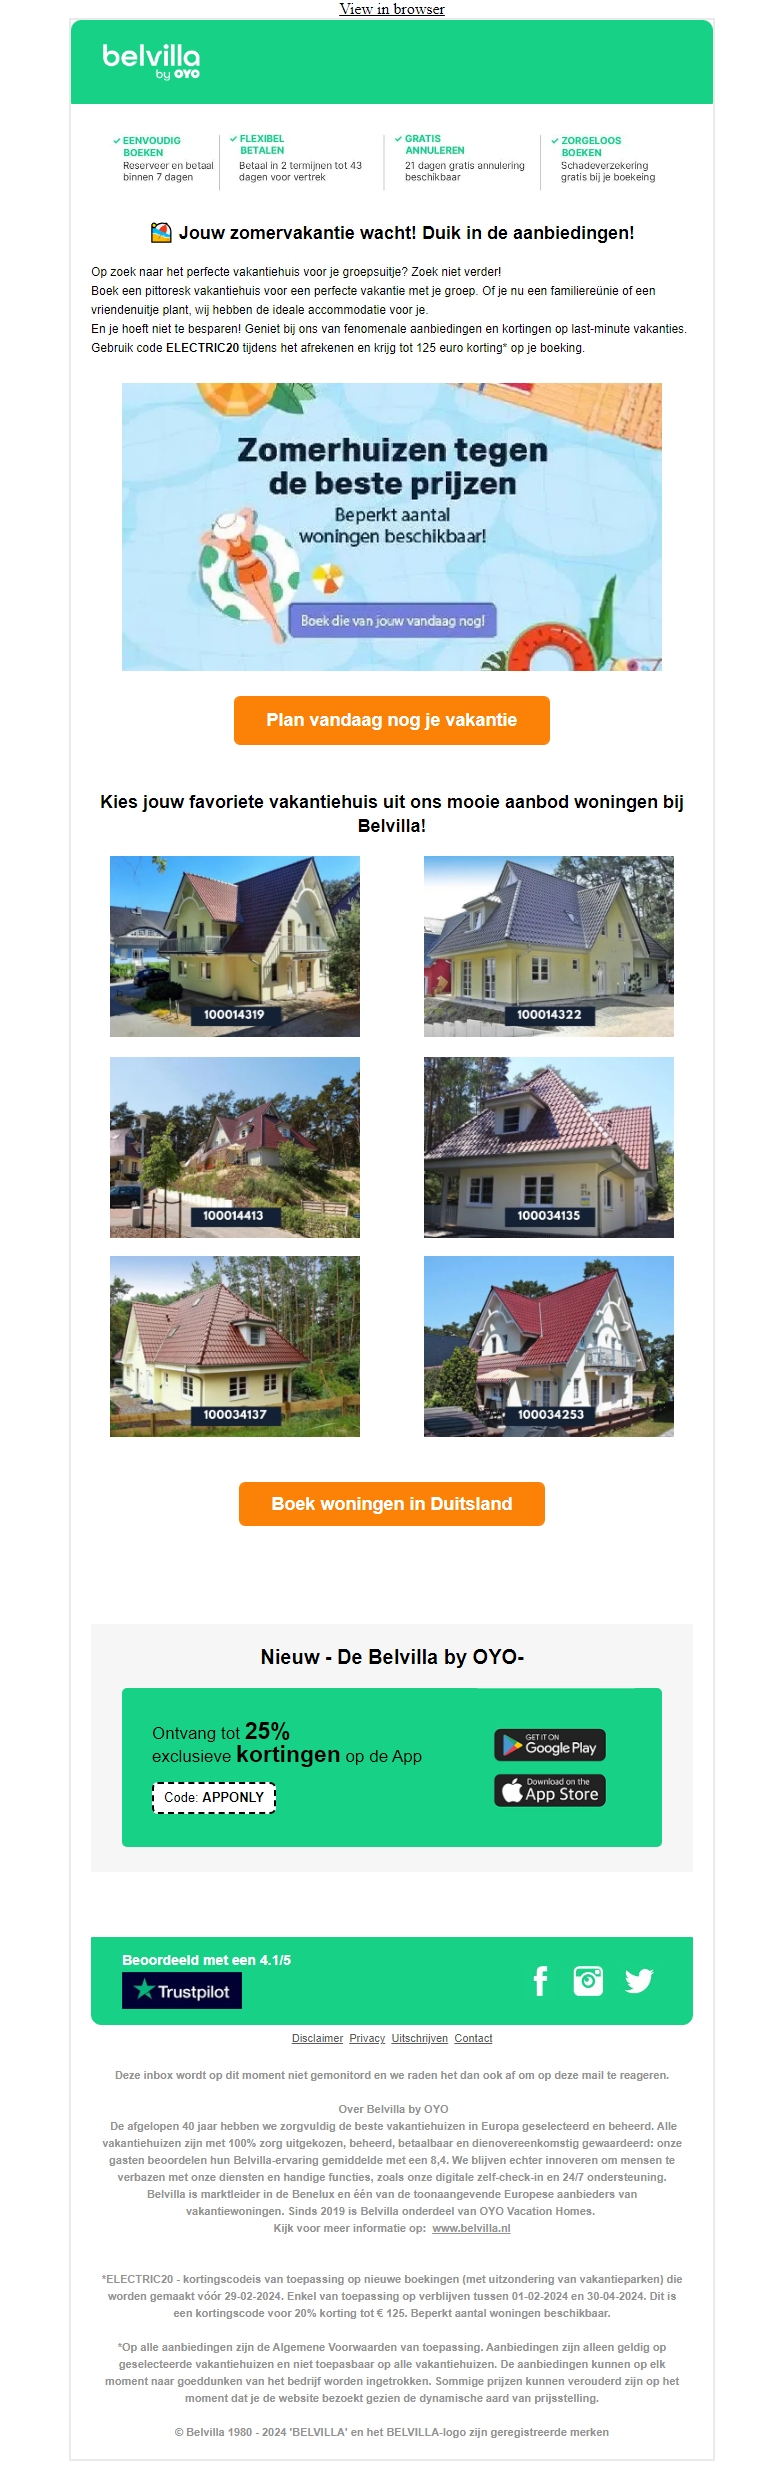 View in browser
belvilla
by OYO
✓ EENVOUDIG
BOEKEN
Reserveer en betaal
binnen 7 dagen
✓ FLEXIBEL
BETALEN
Betaal in 2 termijnen tot 43
dagen voor vertrek
✓ GRATIS
ANNULEREN
21 dagen gratis annulering
beschikbaar
✓ ZORGELOOS
BOEKEN
Schadeverzekering
gratis bij je boekeing
🏖️ Jouw zomervakantie wacht! Duik in de aanbiedingen!
Op zoek naar het perfecte vakantiehuis voor je groepsuitje? Zoek niet verder!
Boek een pittoresk vakantiehuis voor een perfecte vakantie met je groep. Of je nu een familiereünie of een
vriendenuitje plant, wij hebben de ideale accommodatie voor je.
En je hoeft niet te besparen! Geniet bij ons van fenomenale aanbiedingen en kortingen op last-minute vakanties.
Gebruik code ELECTRIC20 tijdens het afrekenen en krijg tot 125 euro korting* op je boeking.
Zomerhuizen tegen
de beste prijzen
Beperkt aantal
woningen beschikbaar!
Boek die van jouw vandaag nog!
Plan vandaag nog je vakantie
Kies jouw favoriete vakantiehuis uit ons mooie aanbod woningen bij
Belvilla!
100014319
100014322
100014413
100034135
100034137
100034253
Boek woningen in Duitsland
Nieuw - De Belvilla by OYO-
Ontvang tot 25%
exclusieve kortingen op de App
Code: APPONLY
GET IT ON
Google Play
Download on the
App Store
Beoordeeld met een 4.1/5
Trustpilot
Disclaimer Privacy Uitschrijven Contact
Deze inbox wordt op dit moment niet gemonitord en we raden het dan ook af om op deze mail te reageren.
Over Belvilla by OYO
De afgelopen 40 jaar hebben we zorgvuldig de beste vakantiehuizen in Europa geselecteerd en beheerd. Alle
vakantiehuizen zijn met 100% zorg uitgekozen, beheerd, betaalbaar en dienovereenkomstig gewaardeerd: onze
gasten beoordelen hun Belvilla-ervaring gemiddelde met een 8,4. We blijven echter innoveren om mensen te
verbazen met onze diensten en handige functies, zoals onze digitale zelf-check-in en 24/7 ondersteuning.
Belvilla is marktleider in de Benelux en één van de toonaangevende Europese aanbieders van
vakantiewoningen. Sinds 2019 is Belvilla onderdeel van OYO Vacation Homes.
Kijk voor meer informatie op: www.belvilla.nl
*ELECTRIC20 - kortingscodeis van toepassing op nieuwe boekingen (met uitzondering van vakantieparken) die
worden gemaakt vóór 29-02-2024. Enkel van toepassing op verblijven tussen 01-02-2024 en 30-04-2024. Dit is
een kortingscode voor 20% korting tot € 125. Beperkt aantal woningen beschikbaar.
*Op alle aanbiedingen zijn de Algemene Voorwaarden van toepassing. Aanbiedingen zijn alleen geldig op
geselecteerde vakantiehuizen en niet toepasbaar op alle vakantiehuizen. De aanbiedingen kunnen op elk
moment naar goeddunken van het bedrijf worden ingetrokken. Sommige prijzen kunnen verouderd zijn op het
moment dat je de website bezoekt gezien de dynamische aard van prijsstelling.
© Belvilla 1980 - 2024 'BELVILLA' en het BELVILLA-logo zijn geregistreerde merken